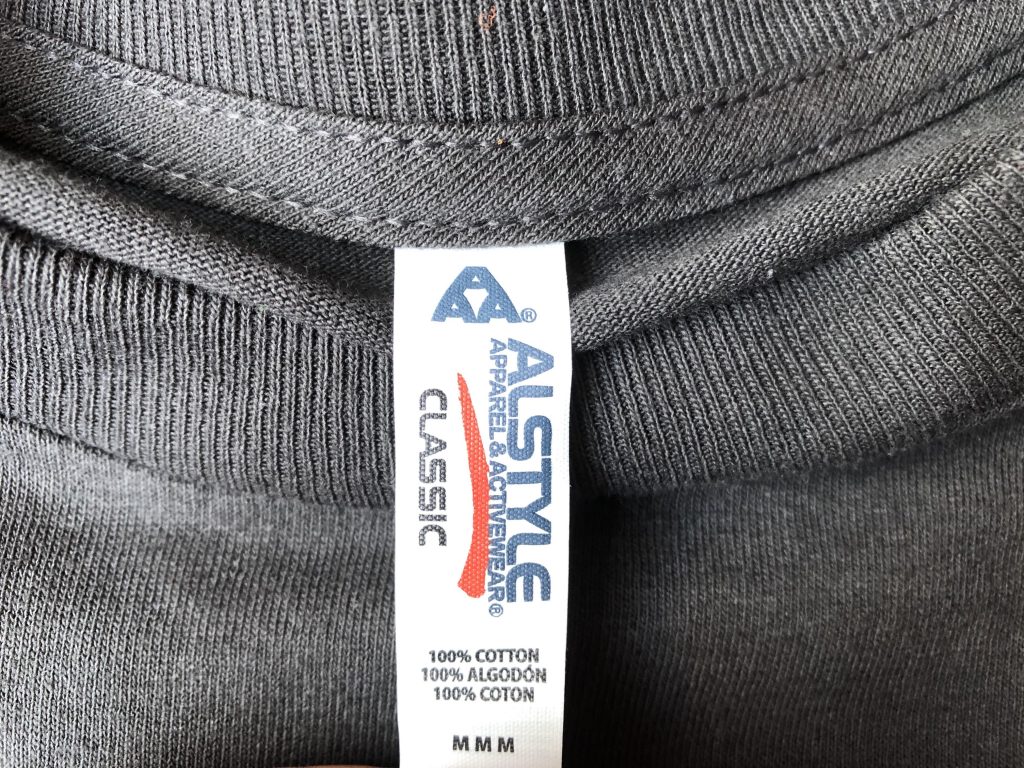 AAA®
ALSTYLE
APPAREL & ACTIVEWEAR®
CLASSIC
100% COTTON
100% ALGODÓN
100% COTON
M M M